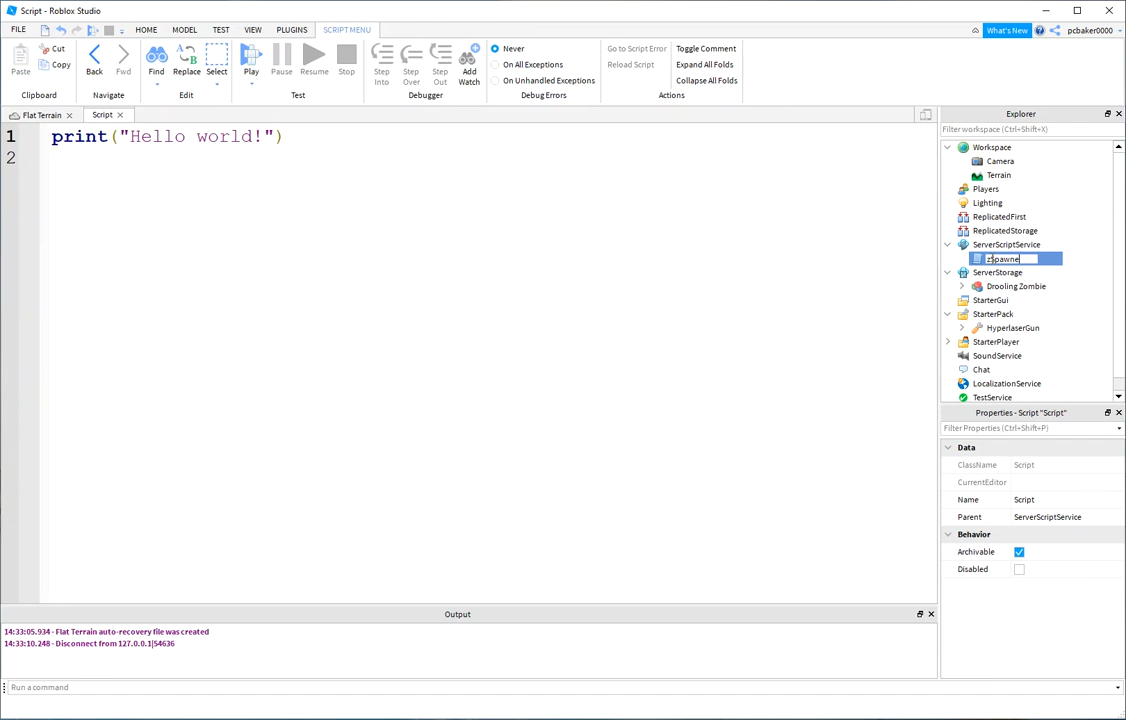 Script - Roblox Studio
FILE HOME MODEL TEST VIEW PLUGINS SCRIPT MENU What's New pcbaker0000
Paste Cut Copy Clipboard
Back Fwd Navigate
Find Replace Select Edit
Play Pause Resume Stop Test
Step Into Step Over Step Out Add Watch Debugger
Never
On All Exceptions
On Unhandled Exceptions
Debug Errors
Go to Script Error Toggle Comment
Reload Script Expand All Folds
Collapse All Folds
Actions
Flat Terrain Script
1 print("Hello world!")
2
Explorer
Filter workspace (Ctrl+Shift+X)
Workspace
Camera
Terrain
Players
Lighting
ReplicatedFirst
ReplicatedStorage
ServerScriptService
zSpawne
ServerStorage
Drooling Zombie
StarterGui
StarterPack
HyperlaserGun
StarterPlayer
SoundService
Chat
LocalizationService
TestService
Properties - Script "Script"
Filter Properties (Ctrl+Shift+P)
Data
ClassName Script
CurrentEditor
Name Script
Parent ServerScriptService
Behavior
Archivable
Disabled
Output
14:33:05.934 - Flat Terrain auto-recovery file was created
14:33:10.248 - Disconnect from 127.0.0.1|54636
Run a command